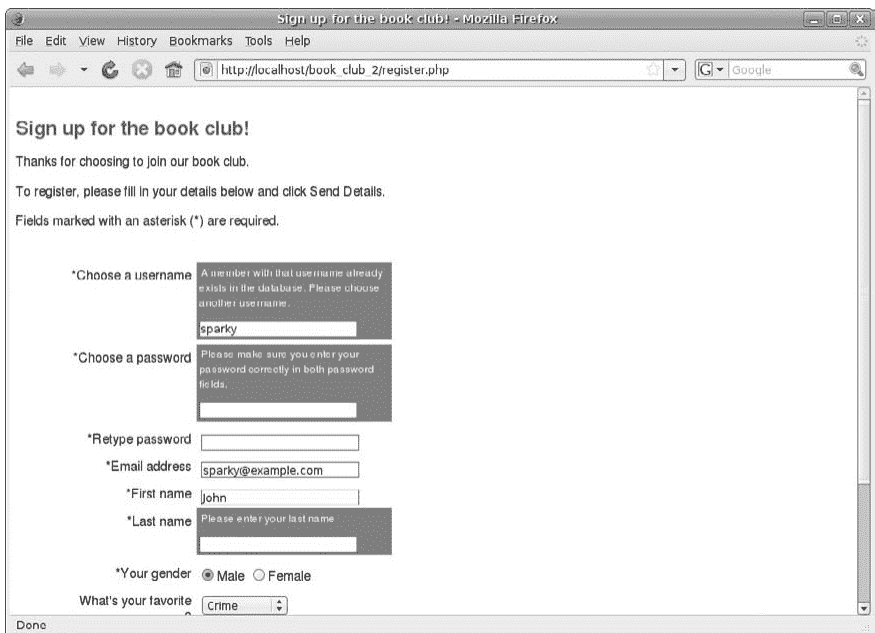 Sign up for the book club! - Mozilla Firefox
File Edit View History Bookmarks Tools Help
http://localhost/book_club_2/register.php
G
Google
Sign up for the book club!
Thanks for choosing to join our book club.
To register, please fill in your details below and click Send Details.
Fields marked with an asterisk (*) are required.
*Choose a username
A member with that username already
exists in the database. Please choose
another username.
sparky
*Choose a password
Please make sure you enter your
password correctly in both password
fields.
*Retype password
*Email address
sparky@example.com
*First name
John
*Last name
Please enter your last name
*Your gender
Male Female
What's your favorite
Crime
Done